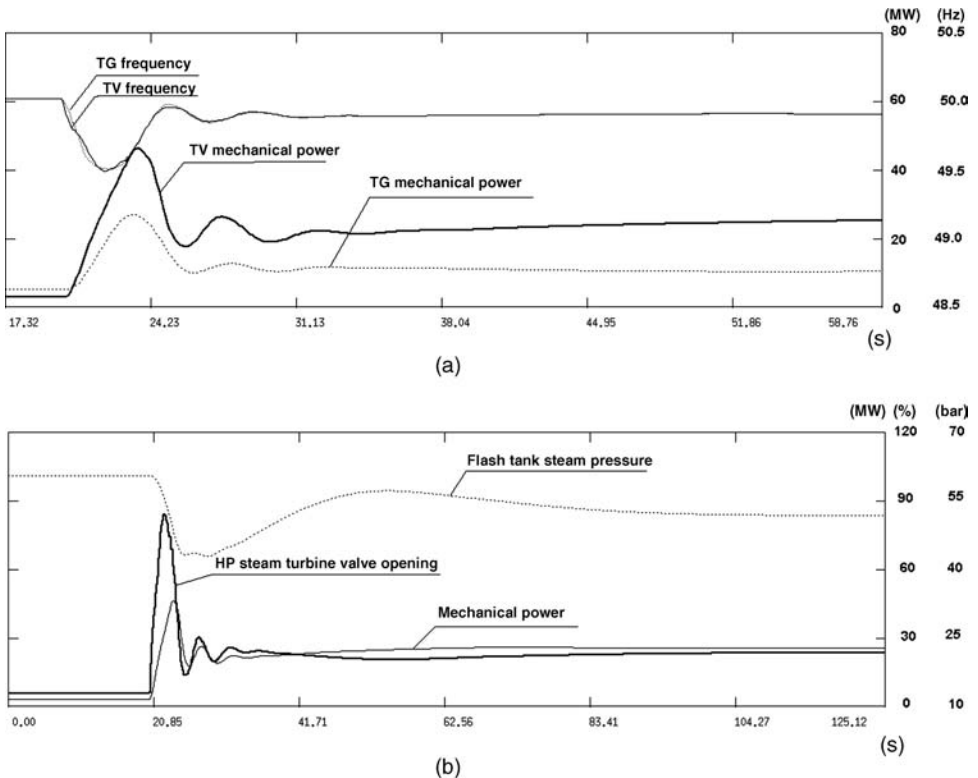 (MW) (Hz)
80 50.5
TG frequency
TV frequency
60 50.0
TV mechanical power
TG mechanical power
40 49.5
20 49.0
0 48.5
17.32 24.23 31.13 38.04 44.95 51.86 58.76
(s)
(a)
(MW) (%) (bar)
120 70
Flash tank steam pressure
90 55
HP steam turbine valve opening
60 40
Mechanical power
30 25
0 10
0.00 20.85 41.71 62.56 83.41 104.27 125.12
(s)
(b)